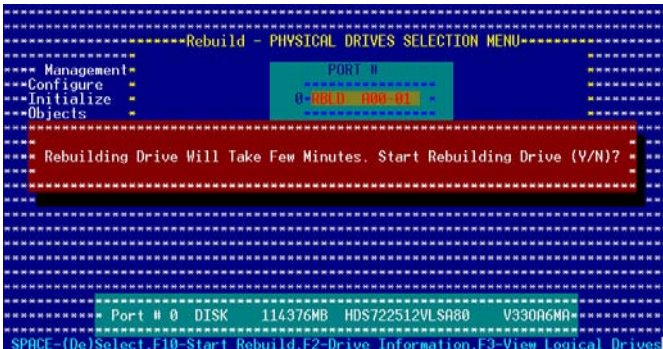 Rebuild - PHYSICAL DRIVES SELECTION MENU
Management
PORT #
Configure
Initialize
0 RBLD A00-01
Objects
Rebuilding Drive Will Take Few Minutes. Start Rebuilding Drive (Y/N)?
Port # 0 DISK 114376MB HDS722512VLSA80 V33OA6MA
SPACE-(De)Select,F10-Start Rebuild,F2-Drive Information,F3-View Logical Drives